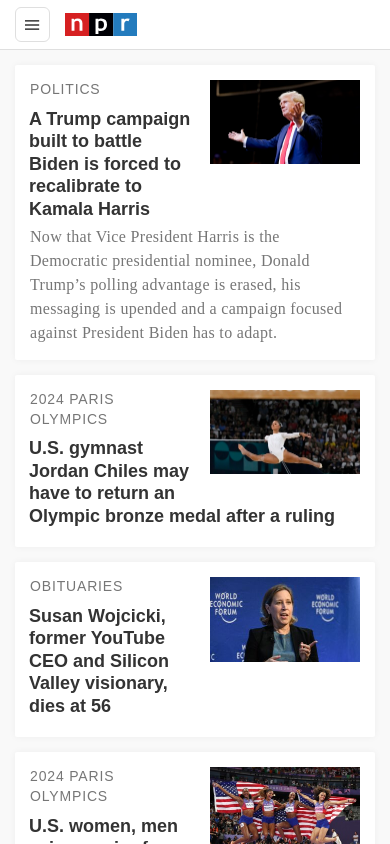 npr
POLITICS
A Trump campaign
built to battle
Biden is forced to
recalibrate to
Kamala Harris
Now that Vice President Harris is the
Democratic presidential nominee, Donald
Trump’s polling advantage is erased, his
messaging is upended and a campaign focused
against President Biden has to adapt.
2024 PARIS
OLYMPICS
U.S. gymnast
Jordan Chiles may
have to return an
Olympic bronze medal after a ruling
OBITUARIES
Susan Wojcicki,
former YouTube
CEO and Silicon
Valley visionary,
dies at 56
WORLD
ECONOMIC
FORUM
WORLD
ECONOMIC
FORUM
2024 PARIS
OLYMPICS
U.S. women, men